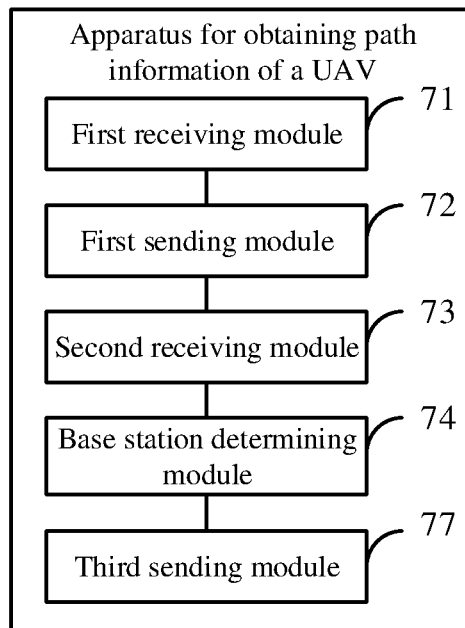 Apparatus for obtaining path
information of a UAV
71
First receiving module
72
First sending module
73
Second receiving module
74
Base station determining
module
77
Third sending module